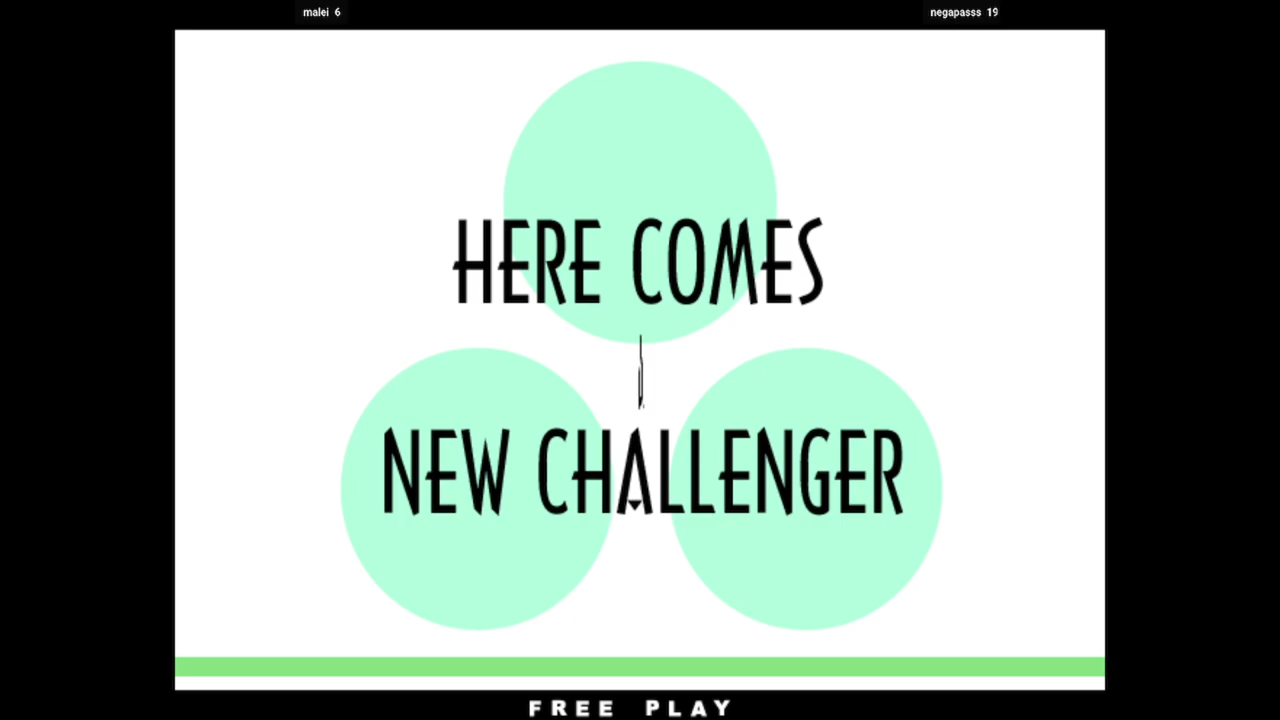 malei 6
negapasss 19
HERE COMES
NEW CHALLENGER
FREE PLAY